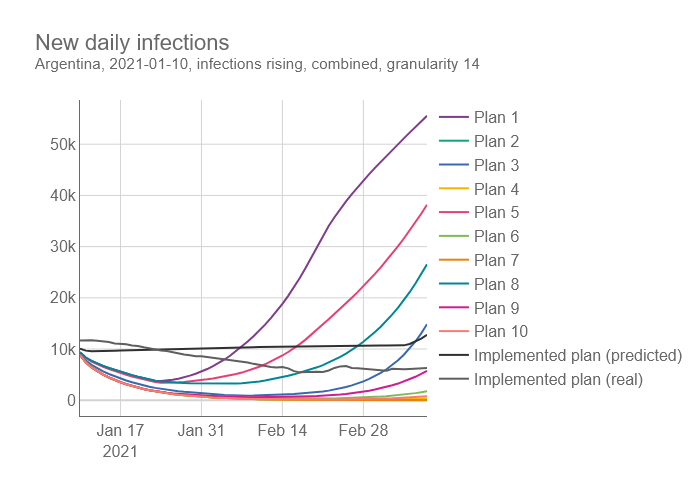 New daily infections
Argentina, 2021-01-10, infections rising, combined, granularity 14
50k
40k
30k
20k
10k
0
Jan 17
2021
Jan 31
Feb 14
Feb 28
Plan 1
Plan 2
Plan 3
Plan 4
Plan 5
Plan 6
Plan 7
Plan 8
Plan 9
Plan 10
Implemented plan (predicted)
Implemented plan (real)